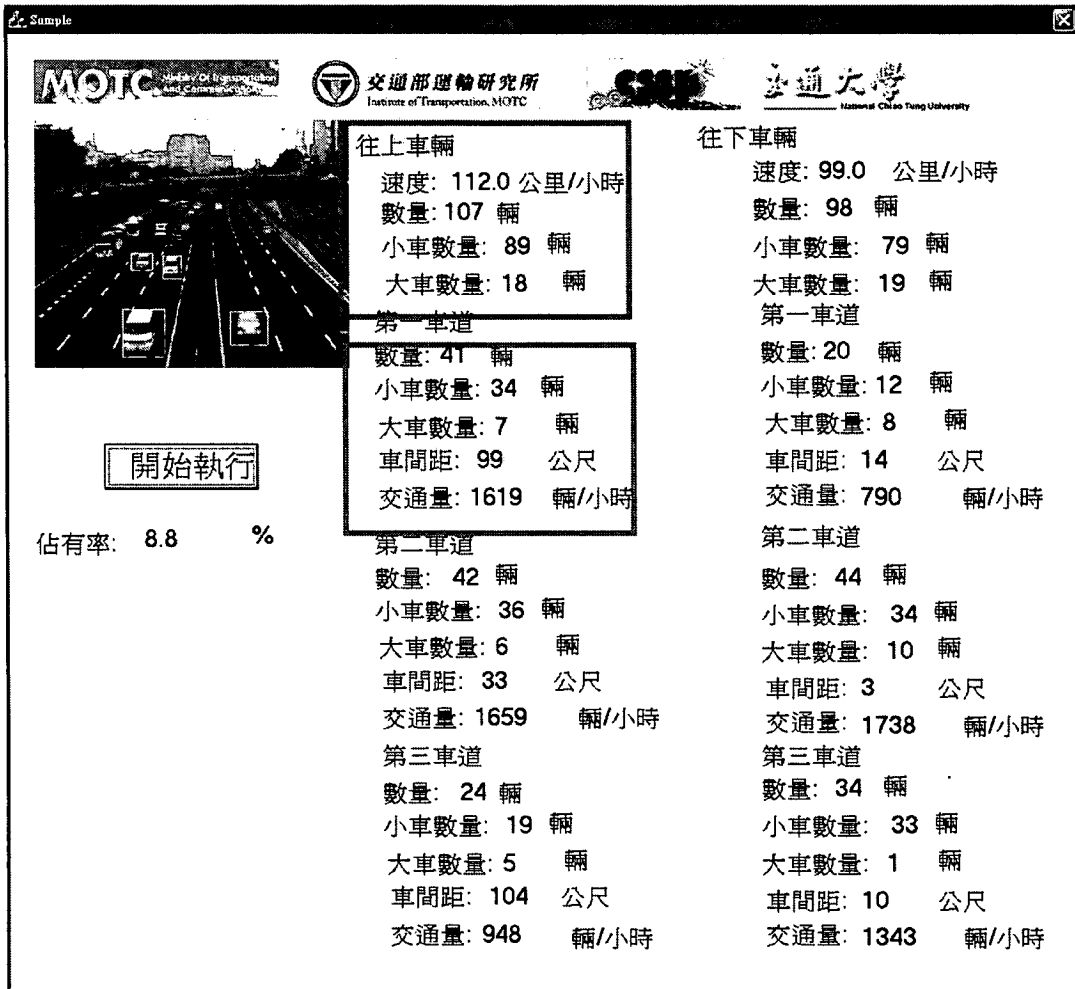 Sample
MOTC
交通部運輸研究所
Institute of Transportation, MOTC
交通大學
National Chiao Tung University
往上車輛
速度: 112.0 公里/小時
數量: 107 輛
小車數量: 89 輛
大車數量: 18 輛
第一車道
數量: 41 輛
小車數量: 34 輛
大車數量: 7 輛
車間距: 99 公尺
交通量: 1619 輛/小時
第二車道
數量: 42 輛
小車數量: 36 輛
大車數量: 6 輛
車間距: 33 公尺
交通量: 1659 輛/小時
第三車道
數量: 24 輛
小車數量: 19 輛
大車數量: 5 輛
車間距: 104 公尺
交通量: 948 輛/小時
往下車輛
速度: 99.0 公里/小時
數量: 98 輛
小車數量: 79 輛
大車數量: 19 輛
第一車道
數量: 20 輛
小車數量: 12 輛
大車數量: 8 輛
車間距: 14 公尺
交通量: 790 輛/小時
第二車道
數量: 44 輛
小車數量: 34 輛
大車數量: 10 輛
車間距: 3 公尺
交通量: 1738 輛/小時
第三車道
數量: 34 輛
小車數量: 33 輛
大車數量: 1 輛
車間距: 10 公尺
交通量: 1343 輛/小時
開始執行
佔有率: 8.8 %